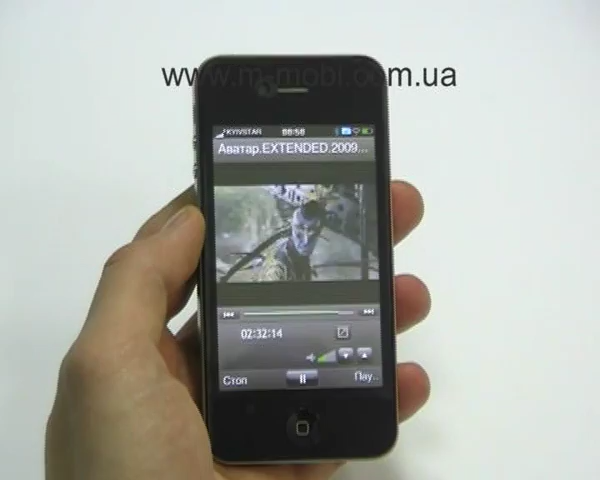 www.m-mobi.com.ua
KYIVSTAR 08:58
Аватар.EXTENDED.2009...
02:32:14
Стоп Пау..